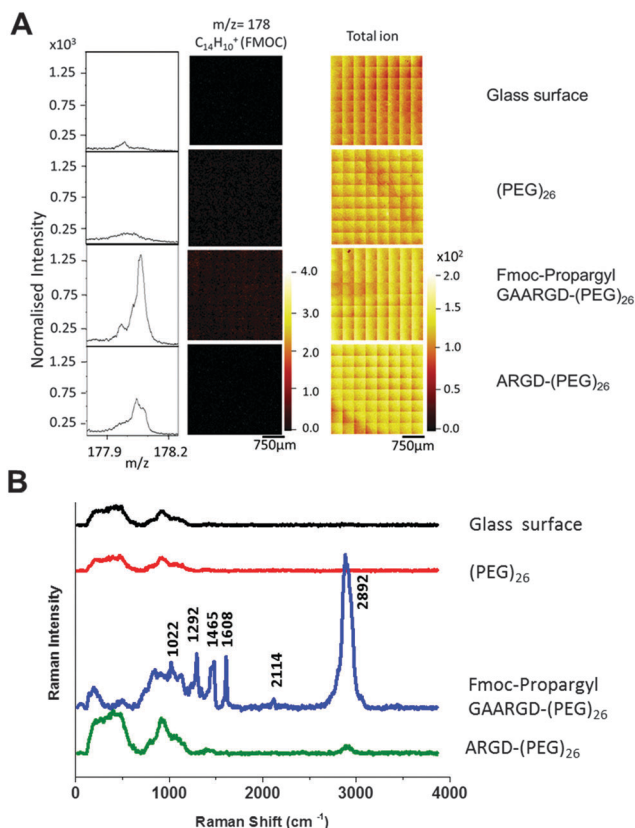 A
m/z= 178
C₁₄H₁₀⁺ (FMOC)
Total ion
x10³
1.25
0.75
0.25
Glass surface
1.25
0.75
0.25
(PEG)₂₆
Normalised Intensity
1.25
0.75
0.25
4.0
3.0
2.0
1.0
0.0
x10²
2.0
1.5
1.0
0.5
0.0
Fmoc-Propargyl
GAARGD-(PEG)₂₆
1.25
0.75
0.25
ARGD-(PEG)₂₆
177.9 178.2
m/z
750μm
750μm
B
Glass surface
(PEG)₂₆
Raman Intensity
1022
1292
1465
1608
2114
2892
Fmoc-Propargyl
GAARGD-(PEG)₂₆
ARGD-(PEG)₂₆
0 1000 2000 3000 4000
Raman Shift (cm ⁻¹)